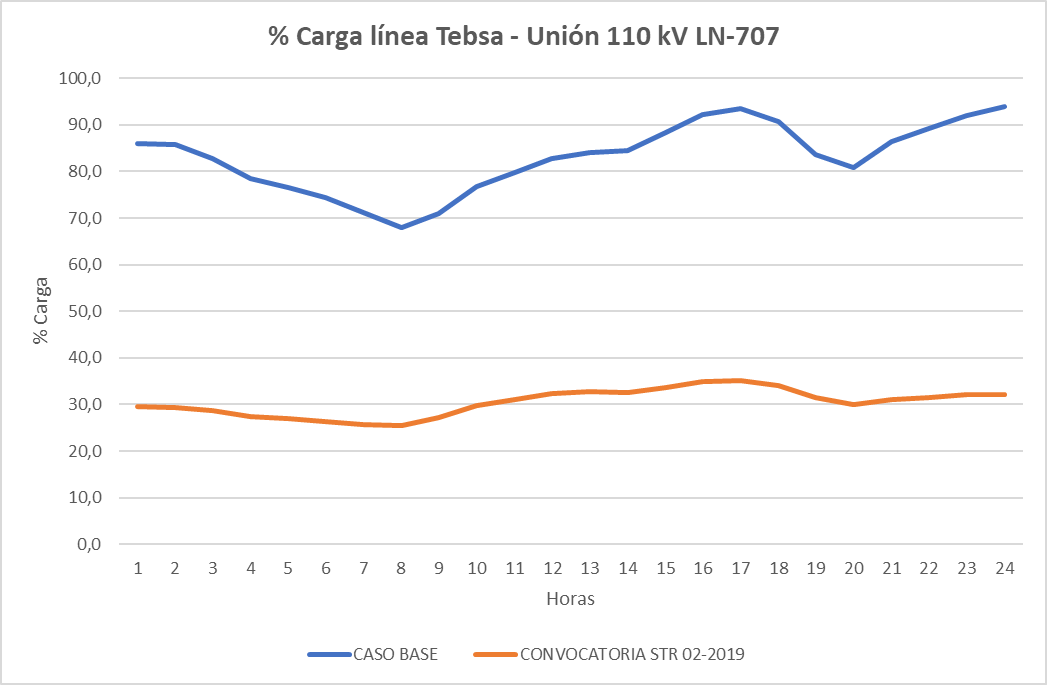 % Carga línea Tebsa - Unión 110 kV LN-707
100,0
90,0
80,0
70,0
60,0
50,0
40,0
30,0
20,0
10,0
0,0
% Carga
1 2 3 4 5 6 7 8 9 10 11 12 13 14 15 16 17 18 19 20 21 22 23 24
Horas
CASO BASE CONVOCATORIA STR 02-2019